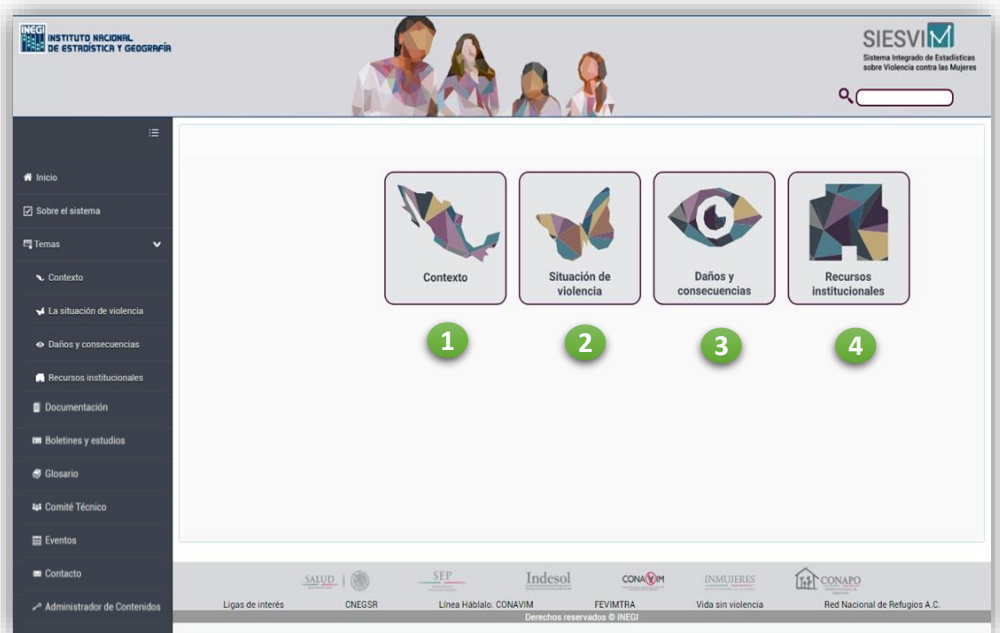 INEGI
INSTITUTO NACIONAL
DE ESTADÍSTICA Y GEOGRAFÍA
SIESVIM
Sistema Integrado de Estadísticas
sobre Violencia contra las Mujeres
Inicio
Sobre el sistema
Temas
Contexto
La situación de violencia
Daños y consecuencias
Recursos institucionales
Documentación
Boletines y estudios
Glosario
Comité Técnico
Eventos
Contacto
Administrador de Contenidos
Contexto
Situación de
violencia
Daños y
consecuencias
Recursos
institucionales
1
2
3
4
SALUD
SEP
Indesol
CONAVIM
INMUJERES
CONAPO
Ligas de interés
CNEGSR
Línea Háblalo. CONAVIM
FEVIMTRA
Vida sin violencia
Red Nacional de Refugios A.C.
Derechos reservados © INEGI